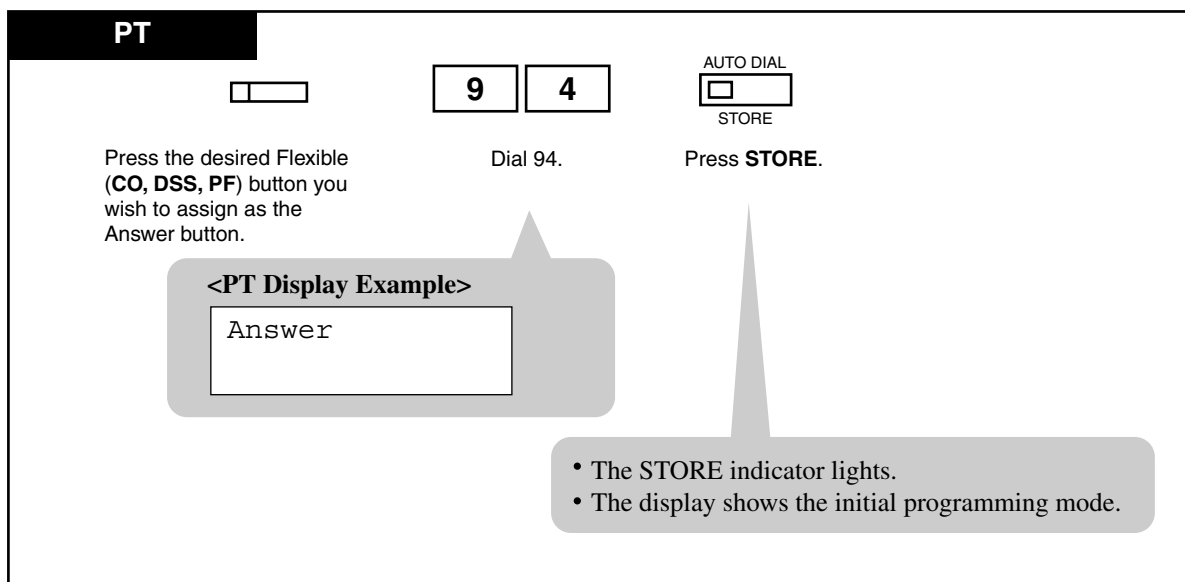 PT
9 4
AUTO DIAL
STORE
Press the desired Flexible
(CO, DSS, PF) button you
wish to assign as the
Answer button.
Dial 94.
Press STORE.
<PT Display Example>
Answer
• The STORE indicator lights.
• The display shows the initial programming mode.